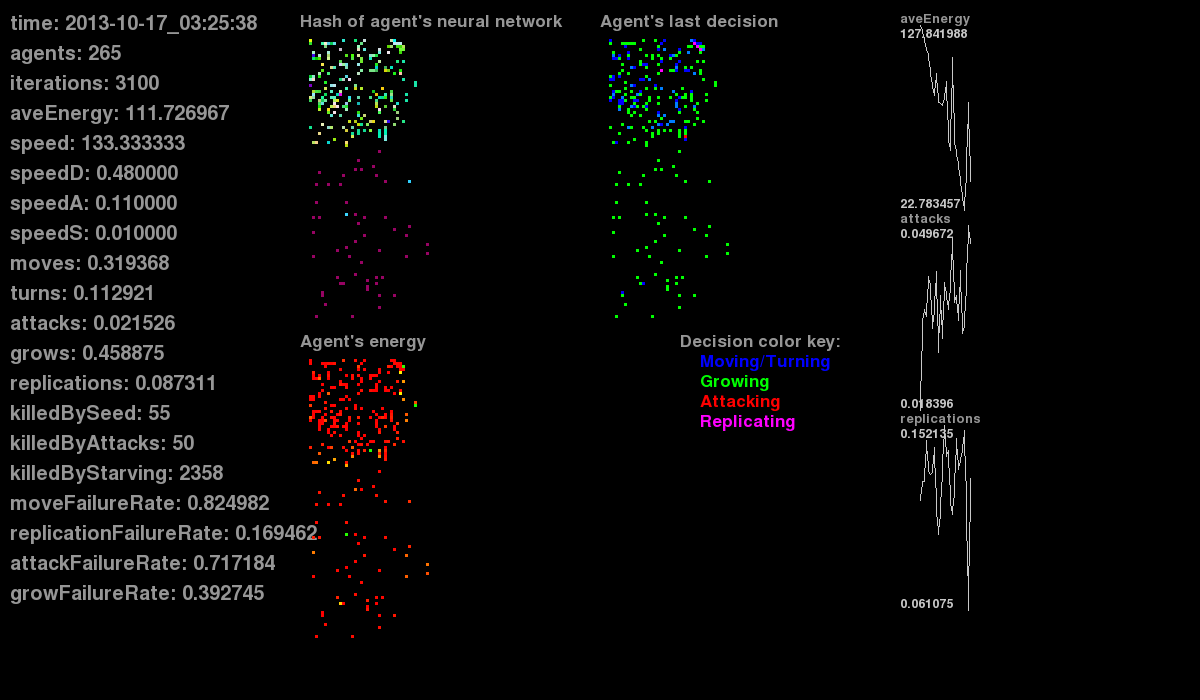 time: 2013-10-17_03:25:38
agents: 265
iterations: 3100
aveEnergy: 111.726967
speed: 133.333333
speedD: 0.480000
speedA: 0.110000
speedS: 0.010000
moves: 0.319368
turns: 0.112921
attacks: 0.021526
grows: 0.458875
replications: 0.087311
killedBySeed: 55
killedByAttacks: 50
killedByStarving: 2358
moveFailureRate: 0.824982
replicationFailureRate: 0.169462
attackFailureRate: 0.717184
growFailureRate: 0.392745
Hash of agent's neural network
Agent's last decision
Agent's energy
Decision color key:
Moving/Turning
Growing
Attacking
Replicating
aveEnergy
127.841988
22.783457
attacks
0.049672
0.018396
replications
0.152135
0.061075